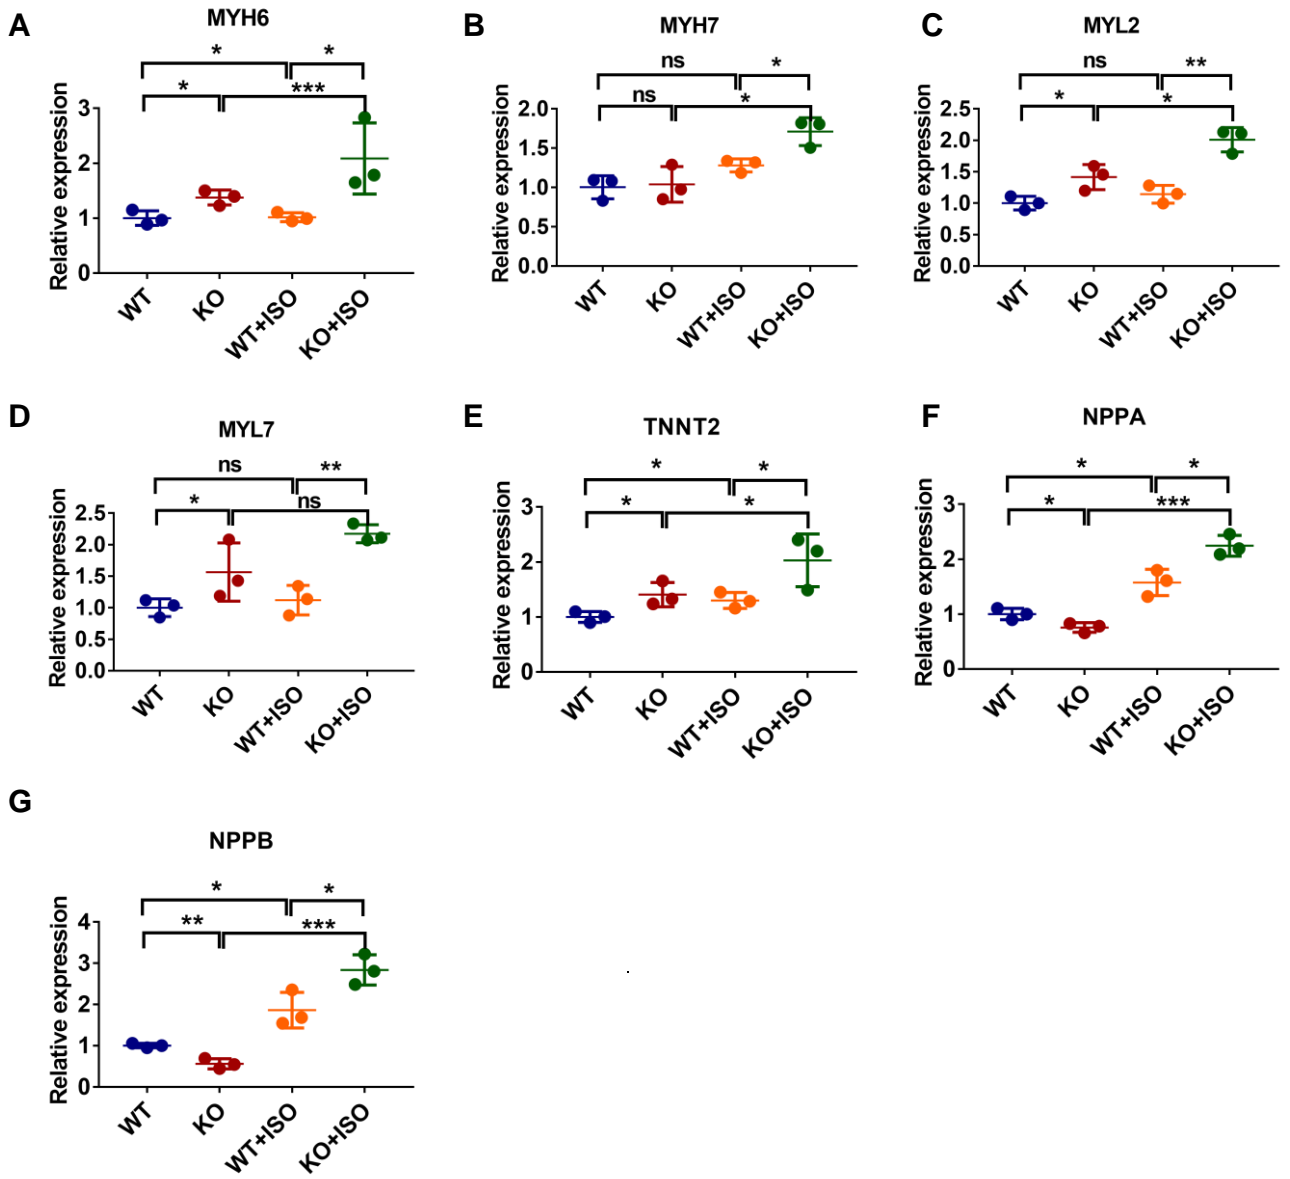 A
MYH6
* *
* ***
Relative expression
3
2
1
0
WT KO WT+ISO KO+ISO
B
MYH7
ns *
ns *
Relative expression
2.0
1.5
1.0
0.5
0.0
WT KO WT+ISO KO+ISO
C
MYL2
ns **
* *
Relative expression
2.5
2.0
1.5
1.0
0.5
0.0
WT KO WT+ISO KO+ISO
D
MYL7
ns **
* ns
Relative expression
2.5
2.0
1.5
1.0
0.5
0.0
WT KO WT+ISO KO+ISO
E
TNNT2
* *
* *
Relative expression
3
2
1
0
WT KO WT+ISO KO+ISO
F
NPPA
* *
* ***
Relative expression
3
2
1
0
WT KO WT+ISO KO+ISO
G
NPPB
* *
** ***
Relative expression
4
3
2
1
0
WT KO WT+ISO KO+ISO
.